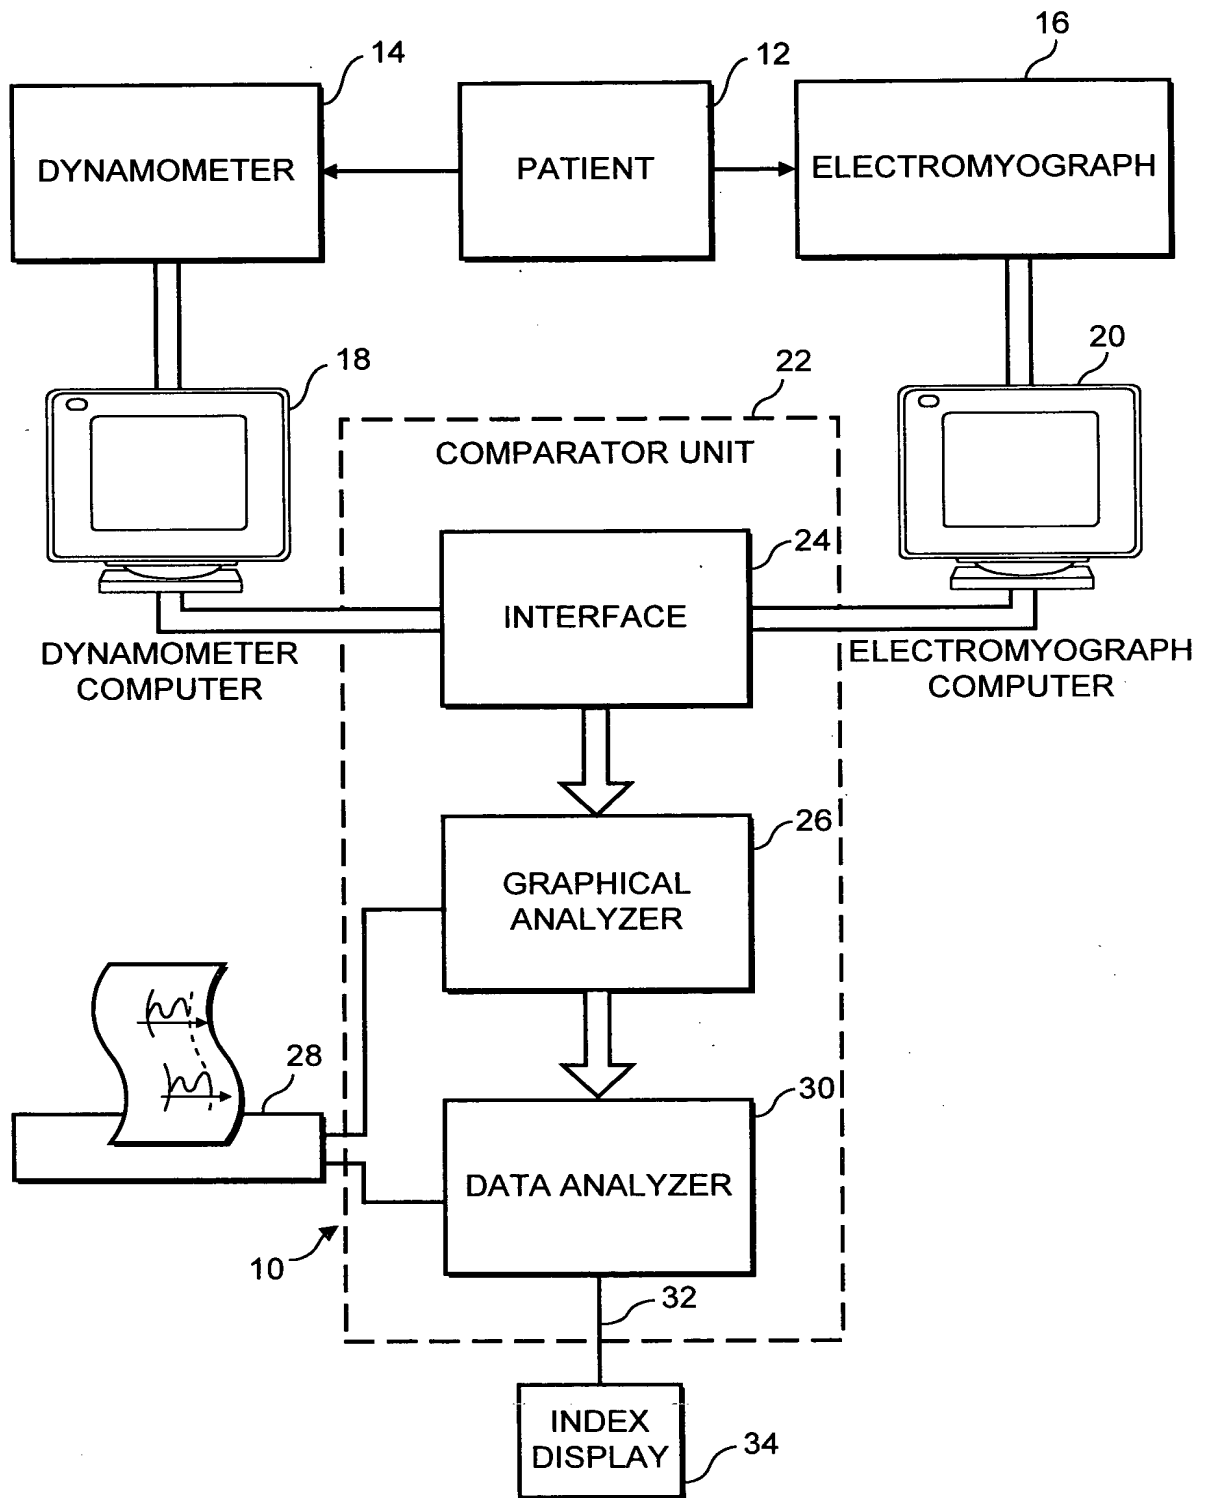 16
14
12
DYNAMOMETER
PATIENT
ELECTROMYOGRAPH
18
22
20
COMPARATOR UNIT
24
INTERFACE
DYNAMOMETER
COMPUTER
ELECTROMYOGRAPH
COMPUTER
26
GRAPHICAL
ANALYZER
28
30
DATA ANALYZER
10
32
INDEX
DISPLAY
34